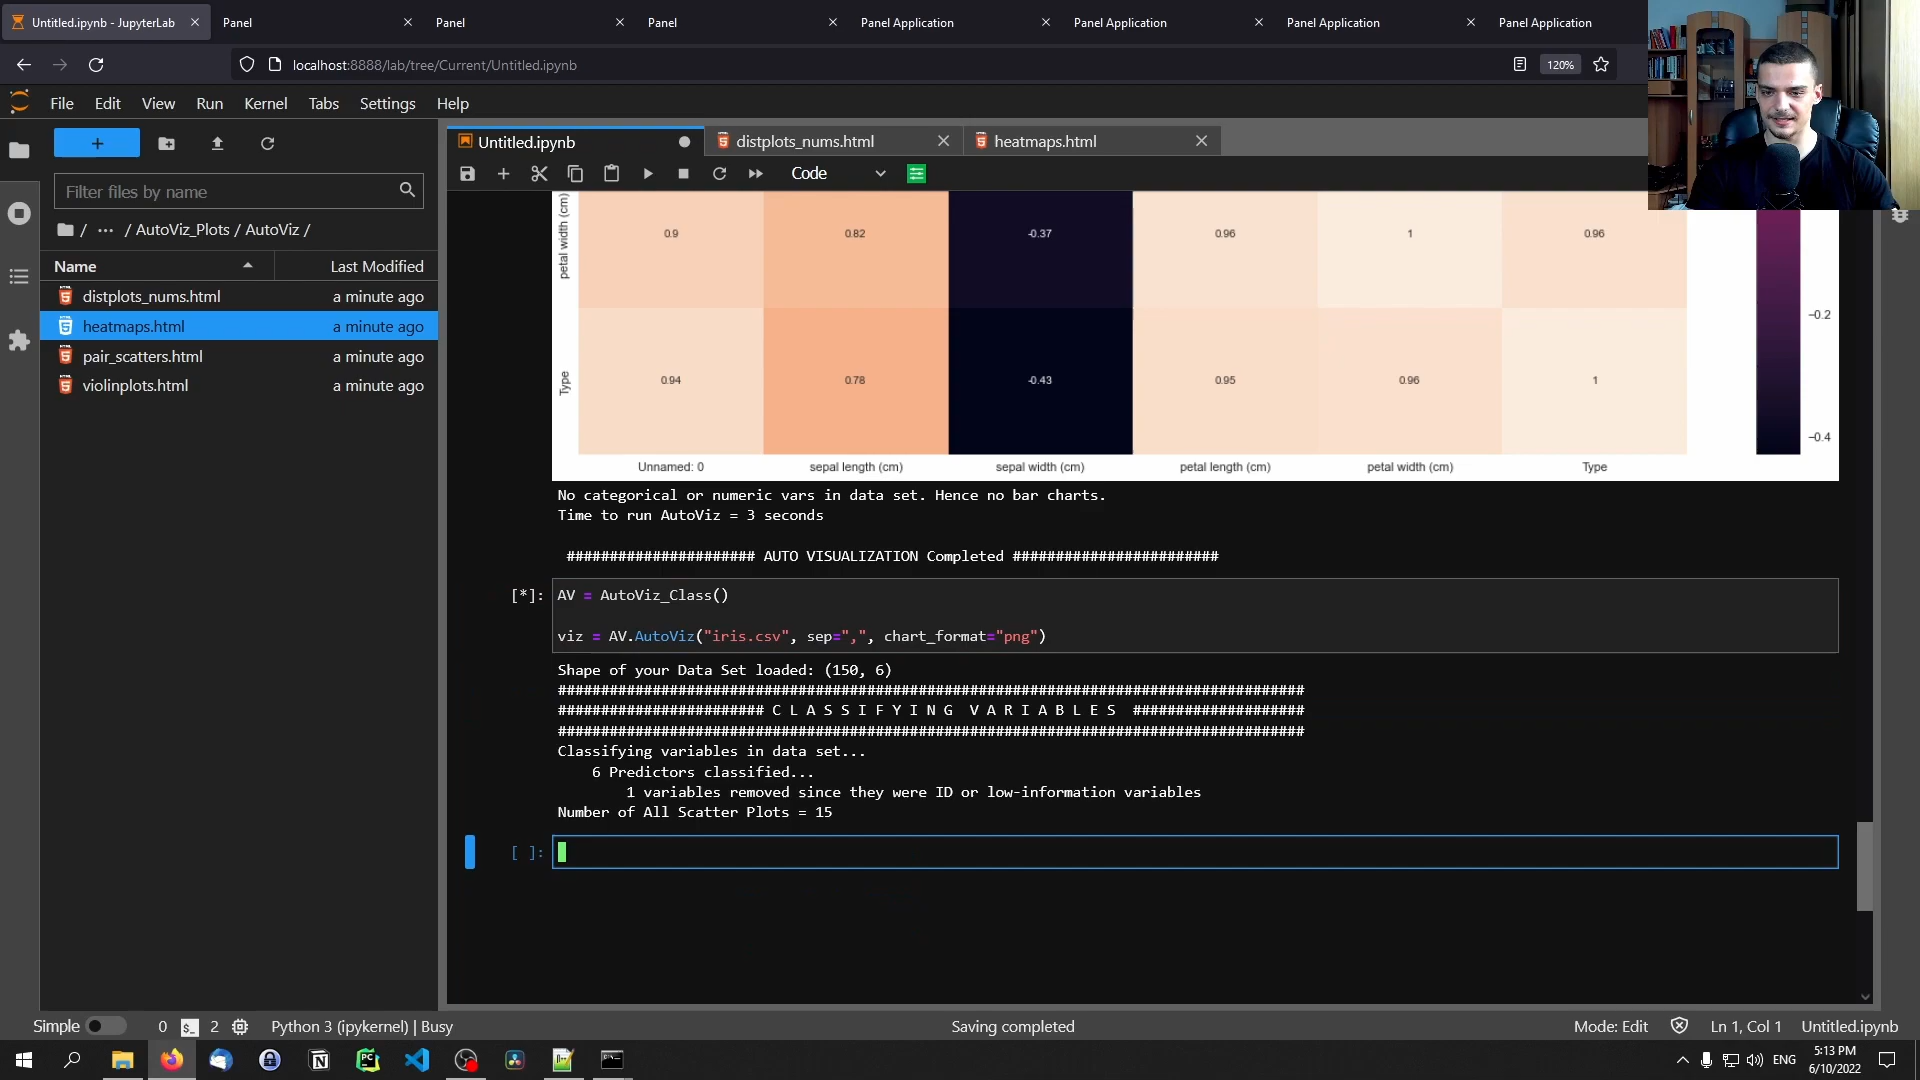 Untitled.ipynb - JupyterLab
Panel
Panel
Panel
Panel Application
Panel Application
Panel Application
Panel Application
localhost:8888/lab/tree/Current/Untitled.ipynb
120%
File
Edit
View
Run
Kernel
Tabs
Settings
Help
Filter files by name
/ ··· / AutoViz_Plots / AutoViz /
Name
Last Modified
distplots_nums.html
a minute ago
heatmaps.html
a minute ago
pair_scatters.html
a minute ago
violinplots.html
a minute ago
Untitled.ipynb
distplots_nums.html
heatmaps.html
Code
petal width (cm)
0.9
0.82
-0.37
0.96
1
0.96
−0.2
Type
0.94
0.78
-0.43
0.95
0.96
1
−0.4
Unnamed: 0
sepal length (cm)
sepal width (cm)
petal length (cm)
petal width (cm)
Type
No categorical or numeric vars in data set. Hence no bar charts.
Time to run AutoViz = 3 seconds
###################### AUTO VISUALIZATION Completed ########################
[*]:
AV = AutoViz_Class()
viz = AV.AutoViz("iris.csv", sep=",", chart_format="png")
Shape of your Data Set loaded: (150, 6)
#######################################################################################
######################## C L A S S I F Y I N G  V A R I A B L E S  ####################
#######################################################################################
Classifying variables in data set...
6 Predictors classified...
1 variables removed since they were ID or low-information variables
Number of All Scatter Plots = 15
[ ]:
Simple
0
2
Python 3 (ipykernel) | Busy
Saving completed
Mode: Edit
Ln 1, Col 1
Untitled.ipynb
ENG
5:13 PM
6/10/2022